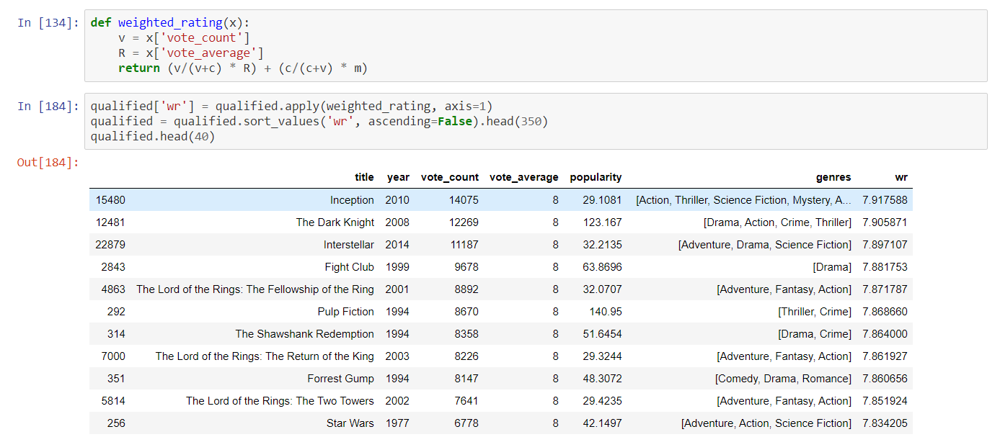 In [134]: def weighted_rating(x):
v = x['vote_count']
R = x['vote_average']
return (v/(v+c) * R) + (c/(c+v) * m)
In [184]: qualified['wr'] = qualified.apply(weighted_rating, axis=1)
qualified = qualified.sort_values('wr', ascending=False).head(350)
qualified.head(40)
Out[184]:
title year vote_count vote_average popularity genres wr
15480 Inception 2010 14075 8 29.1081 [Action, Thriller, Science Fiction, Mystery, A... 7.917588
12481 The Dark Knight 2008 12269 8 123.167 [Drama, Action, Crime, Thriller] 7.905871
22879 Interstellar 2014 11187 8 32.2135 [Adventure, Drama, Science Fiction] 7.897107
2843 Fight Club 1999 9678 8 63.8696 [Drama] 7.881753
4863 The Lord of the Rings: The Fellowship of the Ring 2001 8892 8 32.0707 [Adventure, Fantasy, Action] 7.871787
292 Pulp Fiction 1994 8670 8 140.95 [Thriller, Crime] 7.868660
314 The Shawshank Redemption 1994 8358 8 51.6454 [Drama, Crime] 7.864000
7000 The Lord of the Rings: The Return of the King 2003 8226 8 29.3244 [Adventure, Fantasy, Action] 7.861927
351 Forrest Gump 1994 8147 8 48.3072 [Comedy, Drama, Romance] 7.860656
5814 The Lord of the Rings: The Two Towers 2002 7641 8 29.4235 [Adventure, Fantasy, Action] 7.851924
256 Star Wars 1977 6778 8 42.1497 [Adventure, Action, Science Fiction] 7.834205